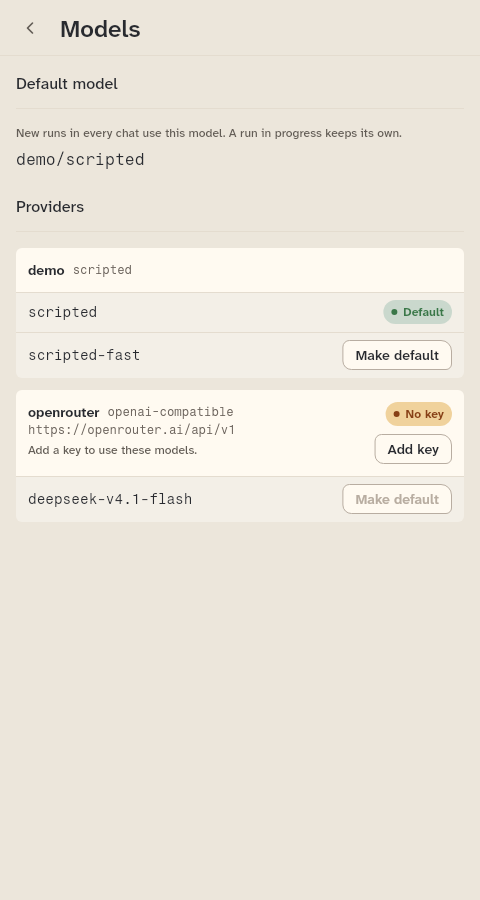 Models
Default model
New runs in every chat use this model. A run in progress keeps its own.
demo/scripted
Providers
demo scripted
scripted Default
scripted-fast Make default
openrouter openai-compatible No key
https://openrouter.ai/api/v1
Add a key to use these models. Add key
deepseek-v4.1-flash Make default